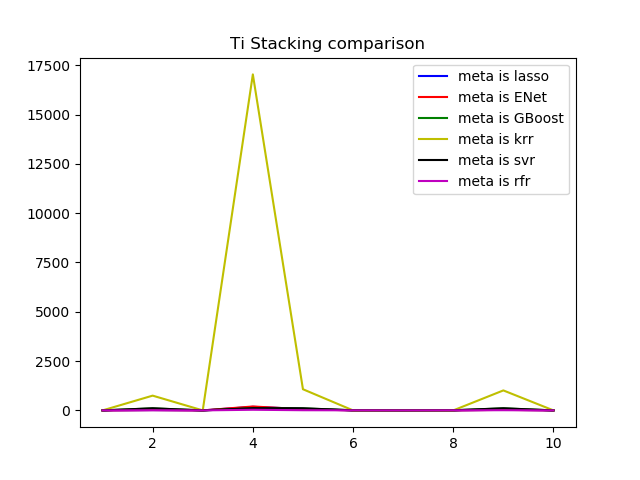 Ti Stacking comparison
17500
15000
12500
10000
7500
5000
2500
0
meta is lasso
meta is ENet
meta is GBoost
meta is krr
meta is svr
meta is rfr
2 4 6 8 10